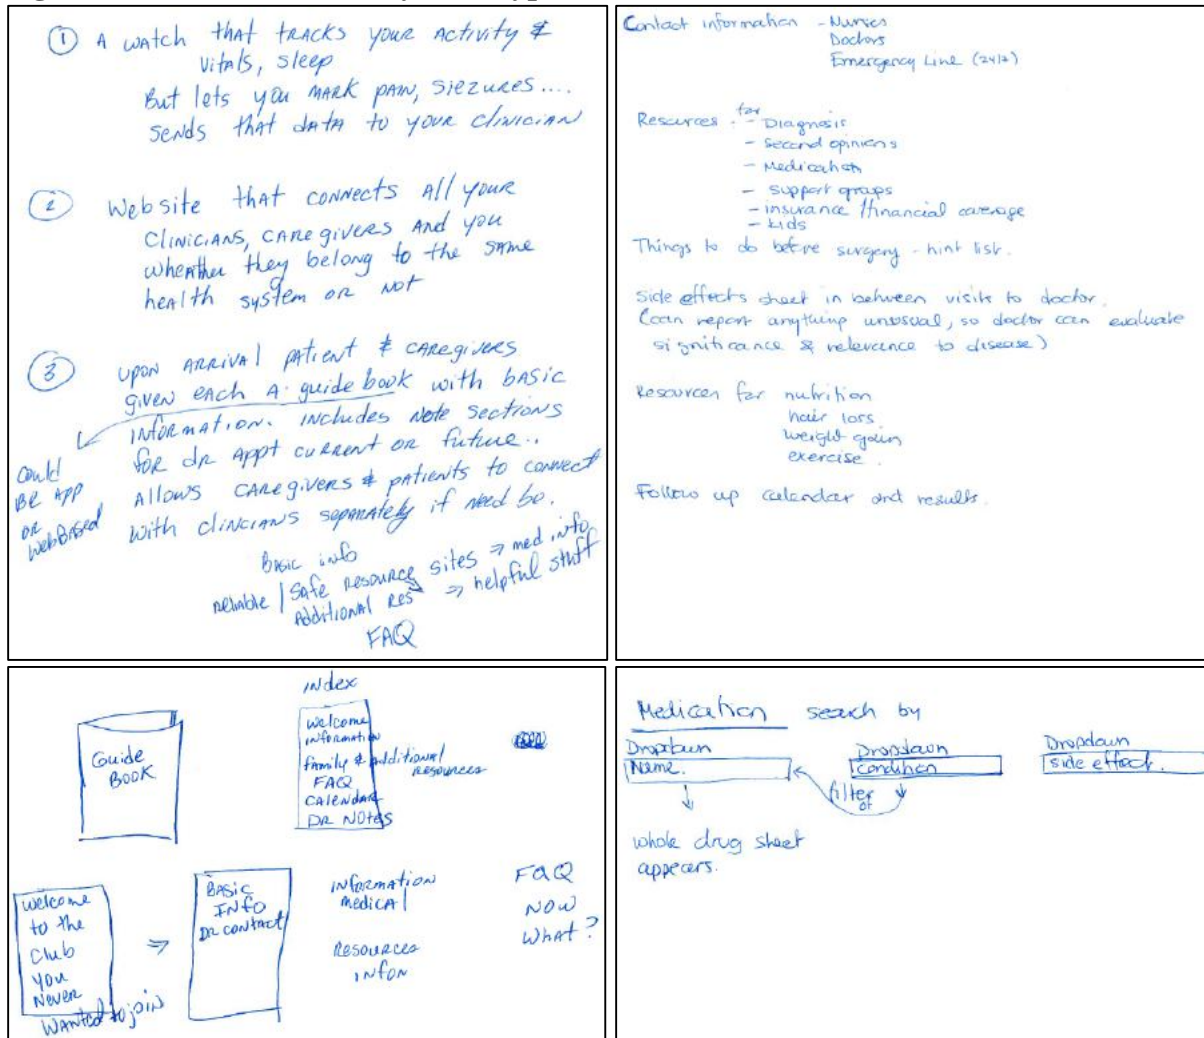 ① A watch that tracks your activity &
vitals, sleep
But lets you mark pain, siezures....
sends that data to your clinician
② Website that connects all your
clinicians, caregivers and you
wheather they belong to the same
health system or not
③ upon arrival patient & caregivers
given each a guide book with basic
information. includes note sections
for dr appt current or future..
allows caregivers & patients to connect
with clincians separately if need be.
could
be app
or
webbased
Basic info
reliable / safe resource sites ⇒ med info
additional res ⇒ helpful stuff
FAQ
Contact information - Nurses
Doctors
Emergency Line (24/7)
Resources for - Diagnosis
- second opinions
- Medication
- support groups
- insurance / financial coverage
- kids
Things to do before surgery - hint list.
Side effects sheet in between visits to doctor.
(can report anything unusual, so doctor can evaluate
significance & relevance to disease)
Resources for nutrition
hair loss
weight gain
exercise.
Follow up calendar and results.
Guide
Book
index
welcome
information
family & additional
resources
FAQ
calendar
Dr Notes
welcome
to the
club
you
never
wanted to join
⇒
Basic
Info
Dr contact
information
medical
resources
infon
FAQ
Now
What?
Medication search by
Dropdown
Name.
Dropdown
condition
Dropdown
side effect.
filter
of
whole drug sheet
appears.